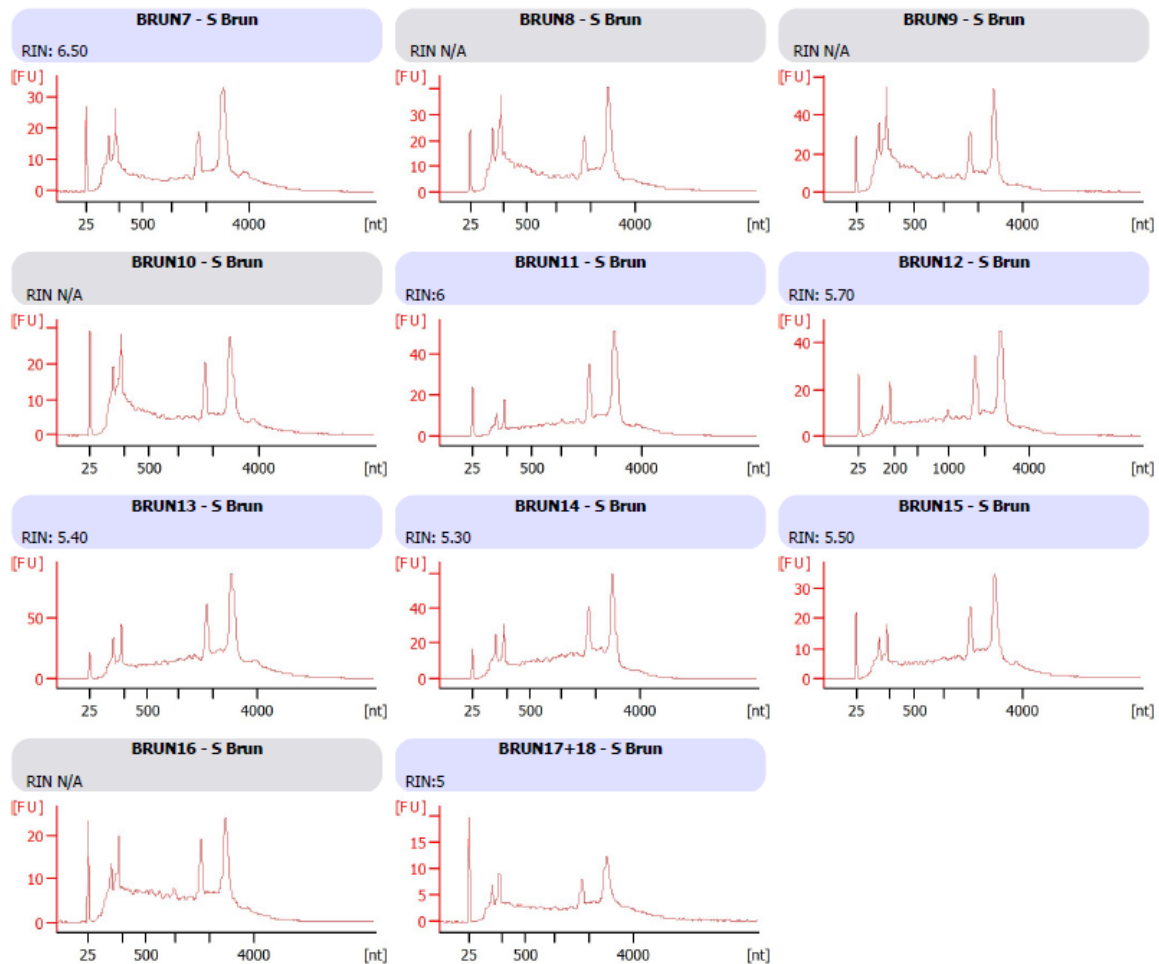 BRUN7 - S Brun
RIN: 6.50
[FU]
30
20
10
0
25 500 4000 [nt]
BRUN8 - S Brun
RIN N/A
[FU]
40
30
20
10
0
25 500 4000 [nt]
BRUN9 - S Brun
RIN N/A
[FU]
60
40
20
0
25 500 4000 [nt]
BRUN10 - S Brun
RIN N/A
[FU]
20
10
0
25 500 4000 [nt]
BRUN11 - S Brun
RIN:6
[FU]
40
20
0
25 500 4000 [nt]
BRUN12 - S Brun
RIN: 5.70
[FU]
40
20
0
25 200 1000 4000 [nt]
BRUN13 - S Brun
RIN: 5.40
[FU]
50
0
25 500 4000 [nt]
BRUN14 - S Brun
RIN: 5.30
[FU]
40
20
0
25 500 4000 [nt]
BRUN15 - S Brun
RIN: 5.50
[FU]
30
20
10
0
25 500 4000 [nt]
BRUN16 - S Brun
RIN N/A
[FU]
20
10
0
25 500 4000 [nt]
BRUN17+18 - S Brun
RIN:5
[FU]
15
10
5
0
25 500 4000 [nt]